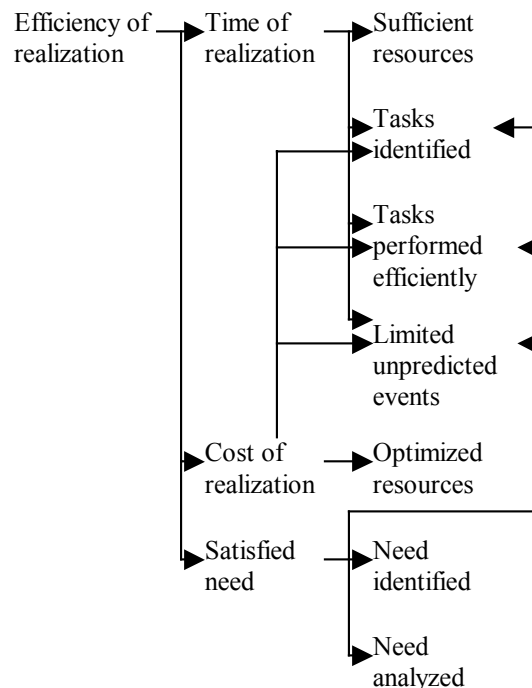 Efficiency of
realization
Time of
realization
Sufficient
resources
Tasks
identified
Tasks
performed
efficiently
Limited
unpredicted
events
Cost of
realization
Optimized
resources
Satisfied
need
Need
identified
Need
analyzed